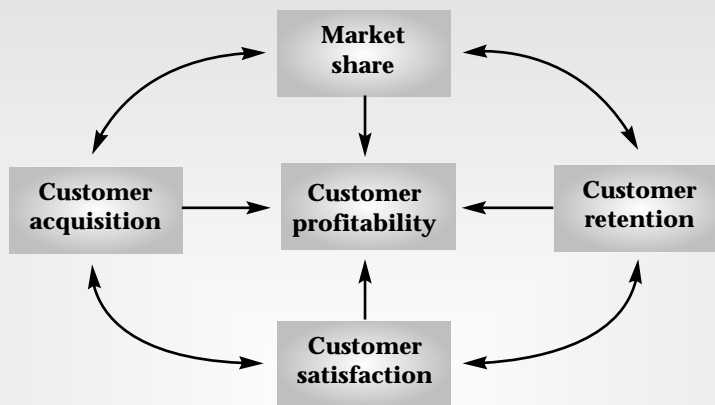 Market
share
Customer
acquisition
Customer
profitability
Customer
retention
Customer
satisfaction